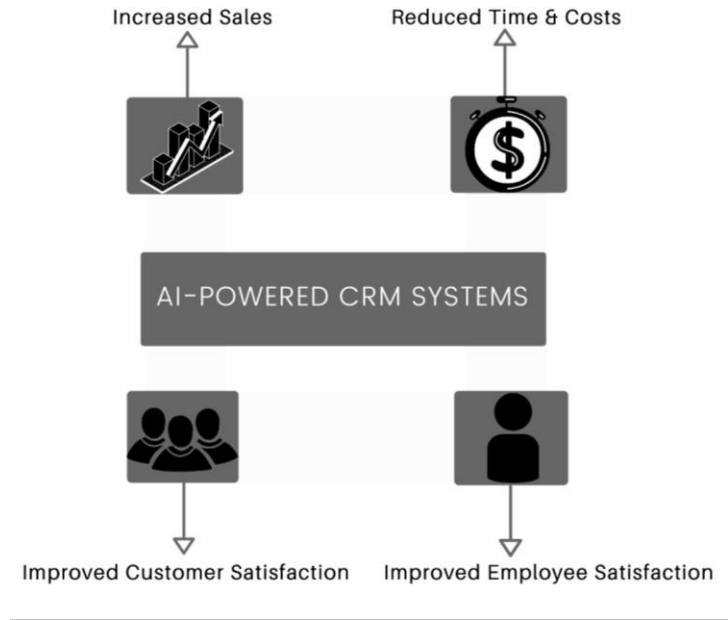 Increased Sales
Reduced Time & Costs
$
AI-POWERED CRM SYSTEMS
Improved Customer Satisfaction
Improved Employee Satisfaction